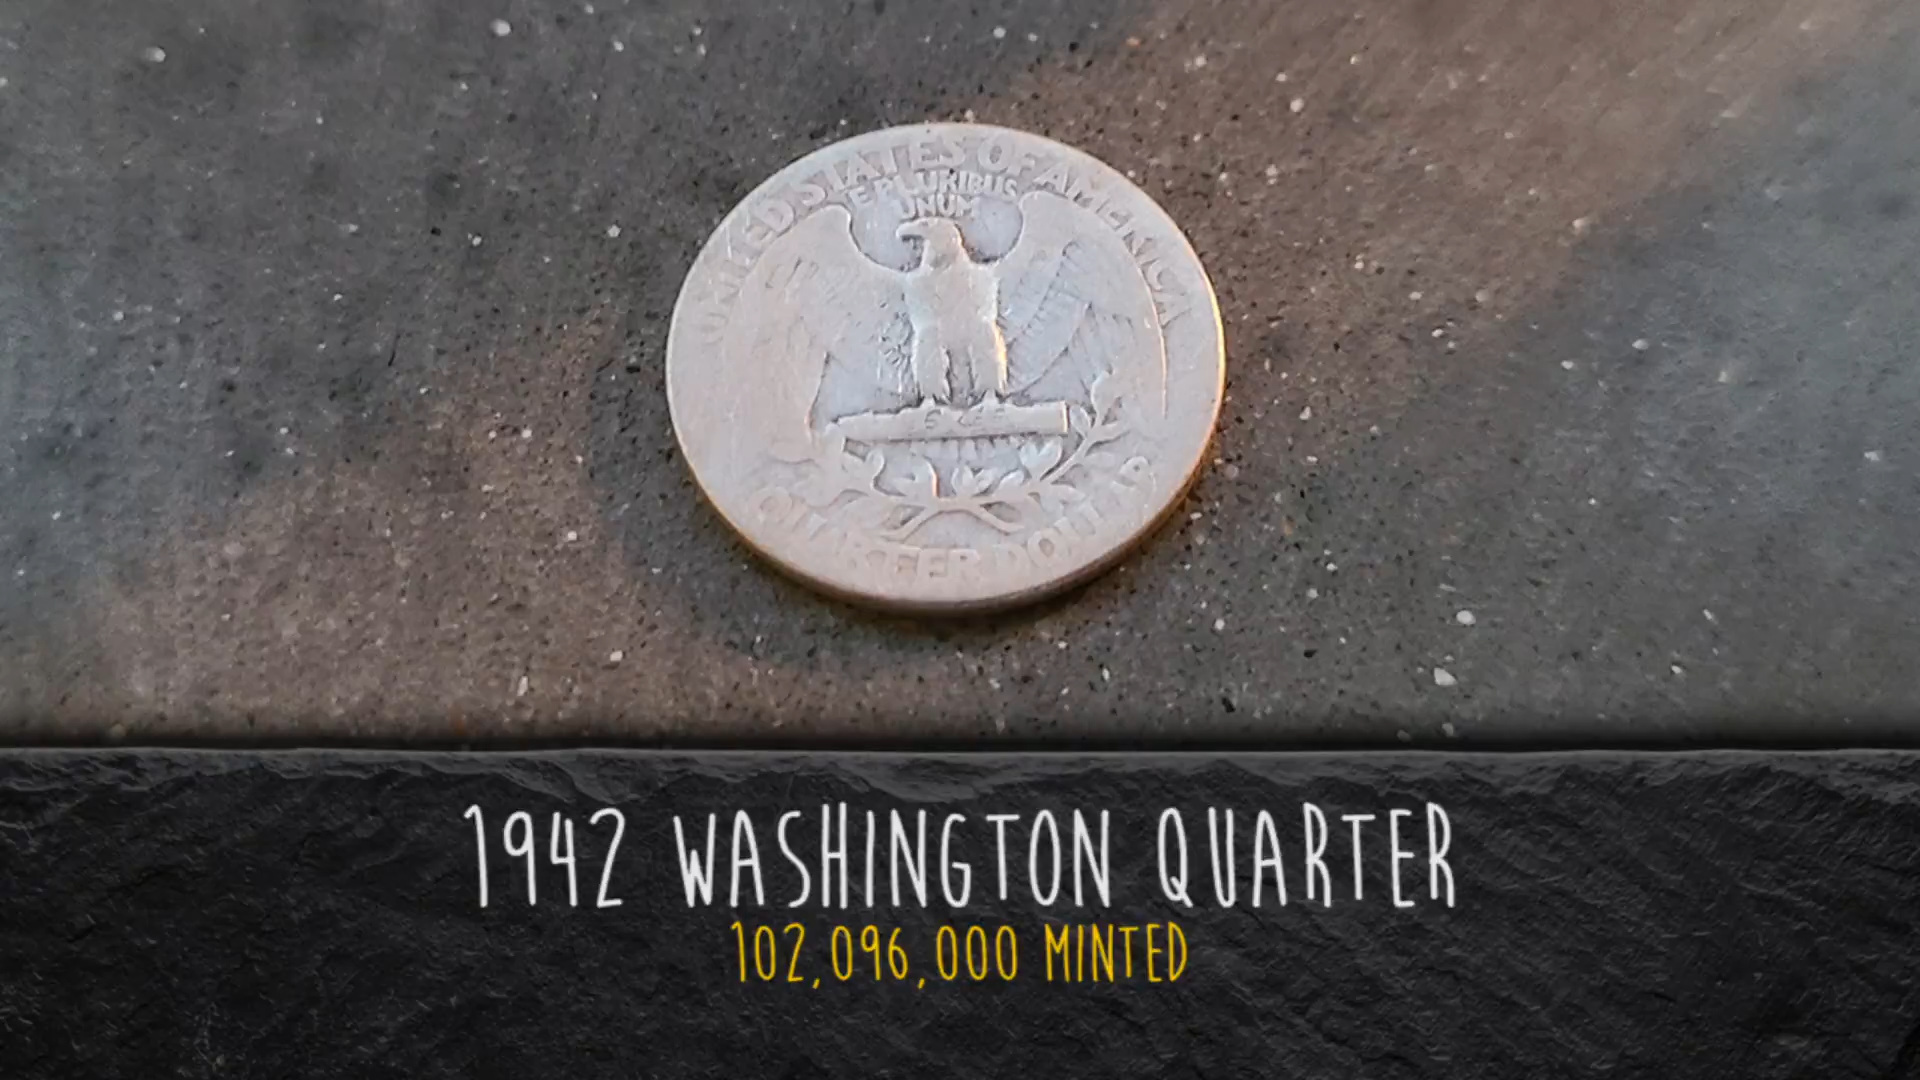 UNITED STATES OF AMERICA
E PLURIBUS
UNUM
QUARTER DOLLAR
1942 WASHINGTON QUARTER
102,096,000 MINTED